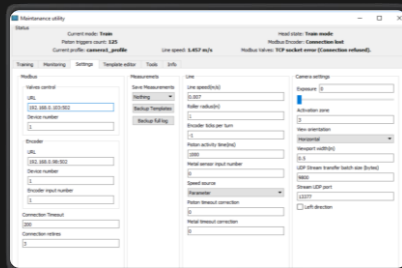 Maintenance utility
Status
Current mode: Train
Head state: Train mode
Piston triggers count: 125
Modbus Encoder: Connection lost
Current profile: camera1_profile
Line speed: 3.457 m/s
Modbus Valves: TCP socket error (Connection refused).
Training
Monitoring
Settings
Template editor
Tools
Info
Modbus
Valves control
URL
192.168.0.103:502
Device number
1
Encoder
URL
192.168.0.98:502
Device number
1
Encoder input number
1
Connection Timeout
200
Connection retires
3
Measurements
Save Measurements
Nothing
Backup Templates
Backup full log
Line
Line speed(m/s)
0.007
Roller radius(m)
1
Encoder ticks per turn
-1
Piston activity time(ms)
1000
Metal sensor input number
0
Speed source
Parameter
Piston timeout correction
0
Metal timeout correction
0
Camera settings
Exposure 0
Activation zone
3
New orientation
Horizontal
Viewport width(m)
0.3
UDP Stream transfer batch size (bytes)
9800
Stream UDP port
13377
Left direction